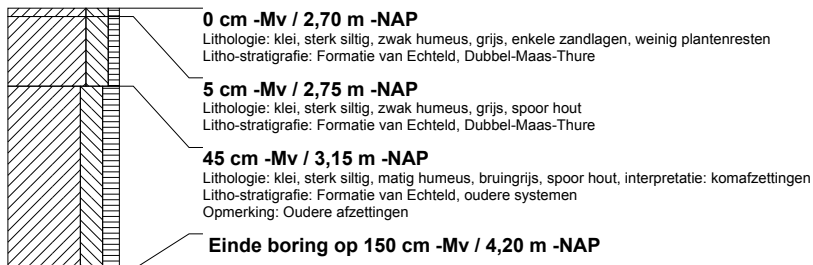 0 cm -Mv / 2,70 m -NAP
Lithologie: klei, sterk siltig, zwak humeus, grijs, enkele zandlagen, weinig plantenresten
Litho-stratigrafie: Formatie van Echteld, Dubbel-Maas-Thure
5 cm -Mv / 2,75 m -NAP
Lithologie: klei, sterk siltig, zwak humeus, grijs, spoor hout
Litho-stratigrafie: Formatie van Echteld, Dubbel-Maas-Thure
45 cm -Mv / 3,15 m -NAP
Lithologie: klei, sterk siltig, matig humeus, bruingrijs, spoor hout, interpretatie: komafzettingen
Litho-stratigrafie: Formatie van Echteld, oudere systemen
Opmerking: Oudere afzettingen
Einde boring op 150 cm -Mv / 4,20 m -NAP